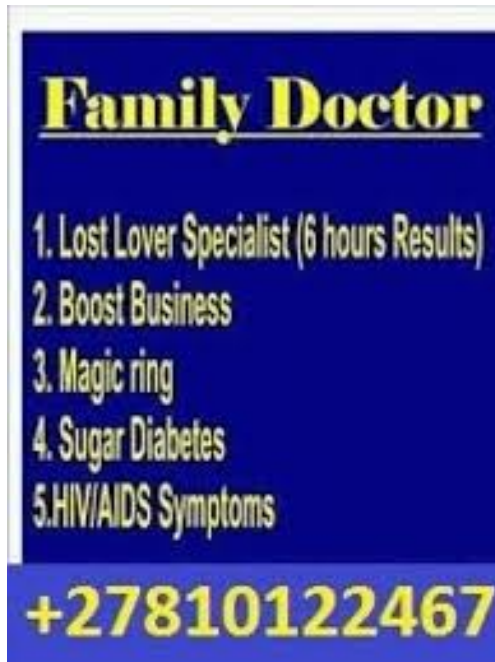 Family Doctor
1. Lost Lover Specialist (6 hours Results)
2. Boost Business
3. Magic ring
4. Sugar Diabetes
5.HIV/AIDS Symptoms
+27810122467